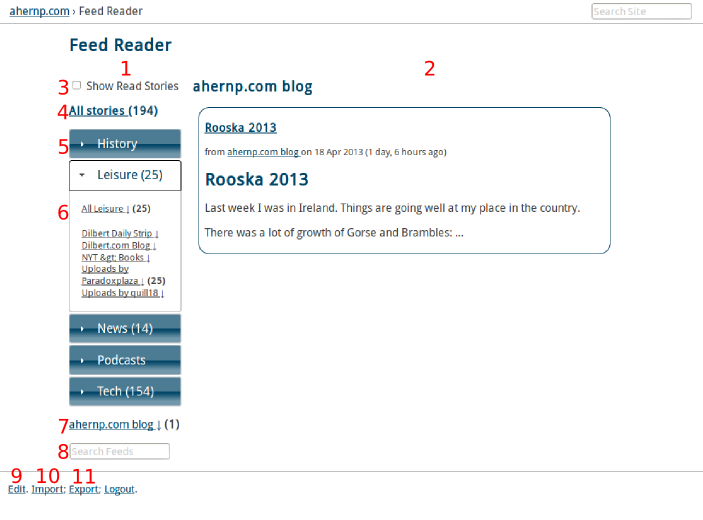 ahernp.com › Feed Reader
Search Site
Feed Reader
1
2
3 Show Read Stories
ahernp.com blog
4 All stories (194)
5 History
Leisure (25)
6 All Leisure ↓ (25)
Dilbert Daily Strip ↓
Dilbert.com Blog ↓
NYT &gt; Books ↓
Uploads by
Paradoxplaza ↓ (25)
Uploads by quill18 ↓
News (14)
Podcasts
Tech (154)
7 ahernp.com blog ↓ (1)
8 Search Feeds
Rooska 2013
from ahernp.com blog on 18 Apr 2013 (1 day, 6 hours ago)
Rooska 2013
Last week I was in Ireland. Things are going well at my place in the country.
There was a lot of growth of Gorse and Brambles: ...
9 10 11
Edit. Import; Export; Logout.